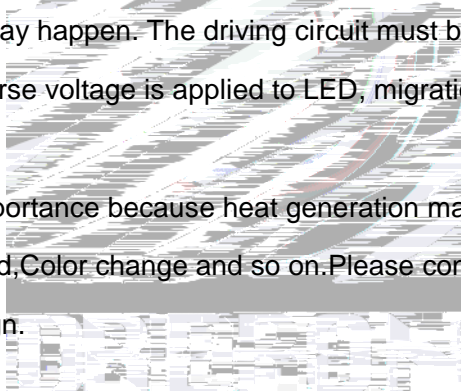 ay happen. The driving circuit must b
rse voltage is applied to LED, migratio
portance because heat generation ma
d,Color change and so on.Please con
n.